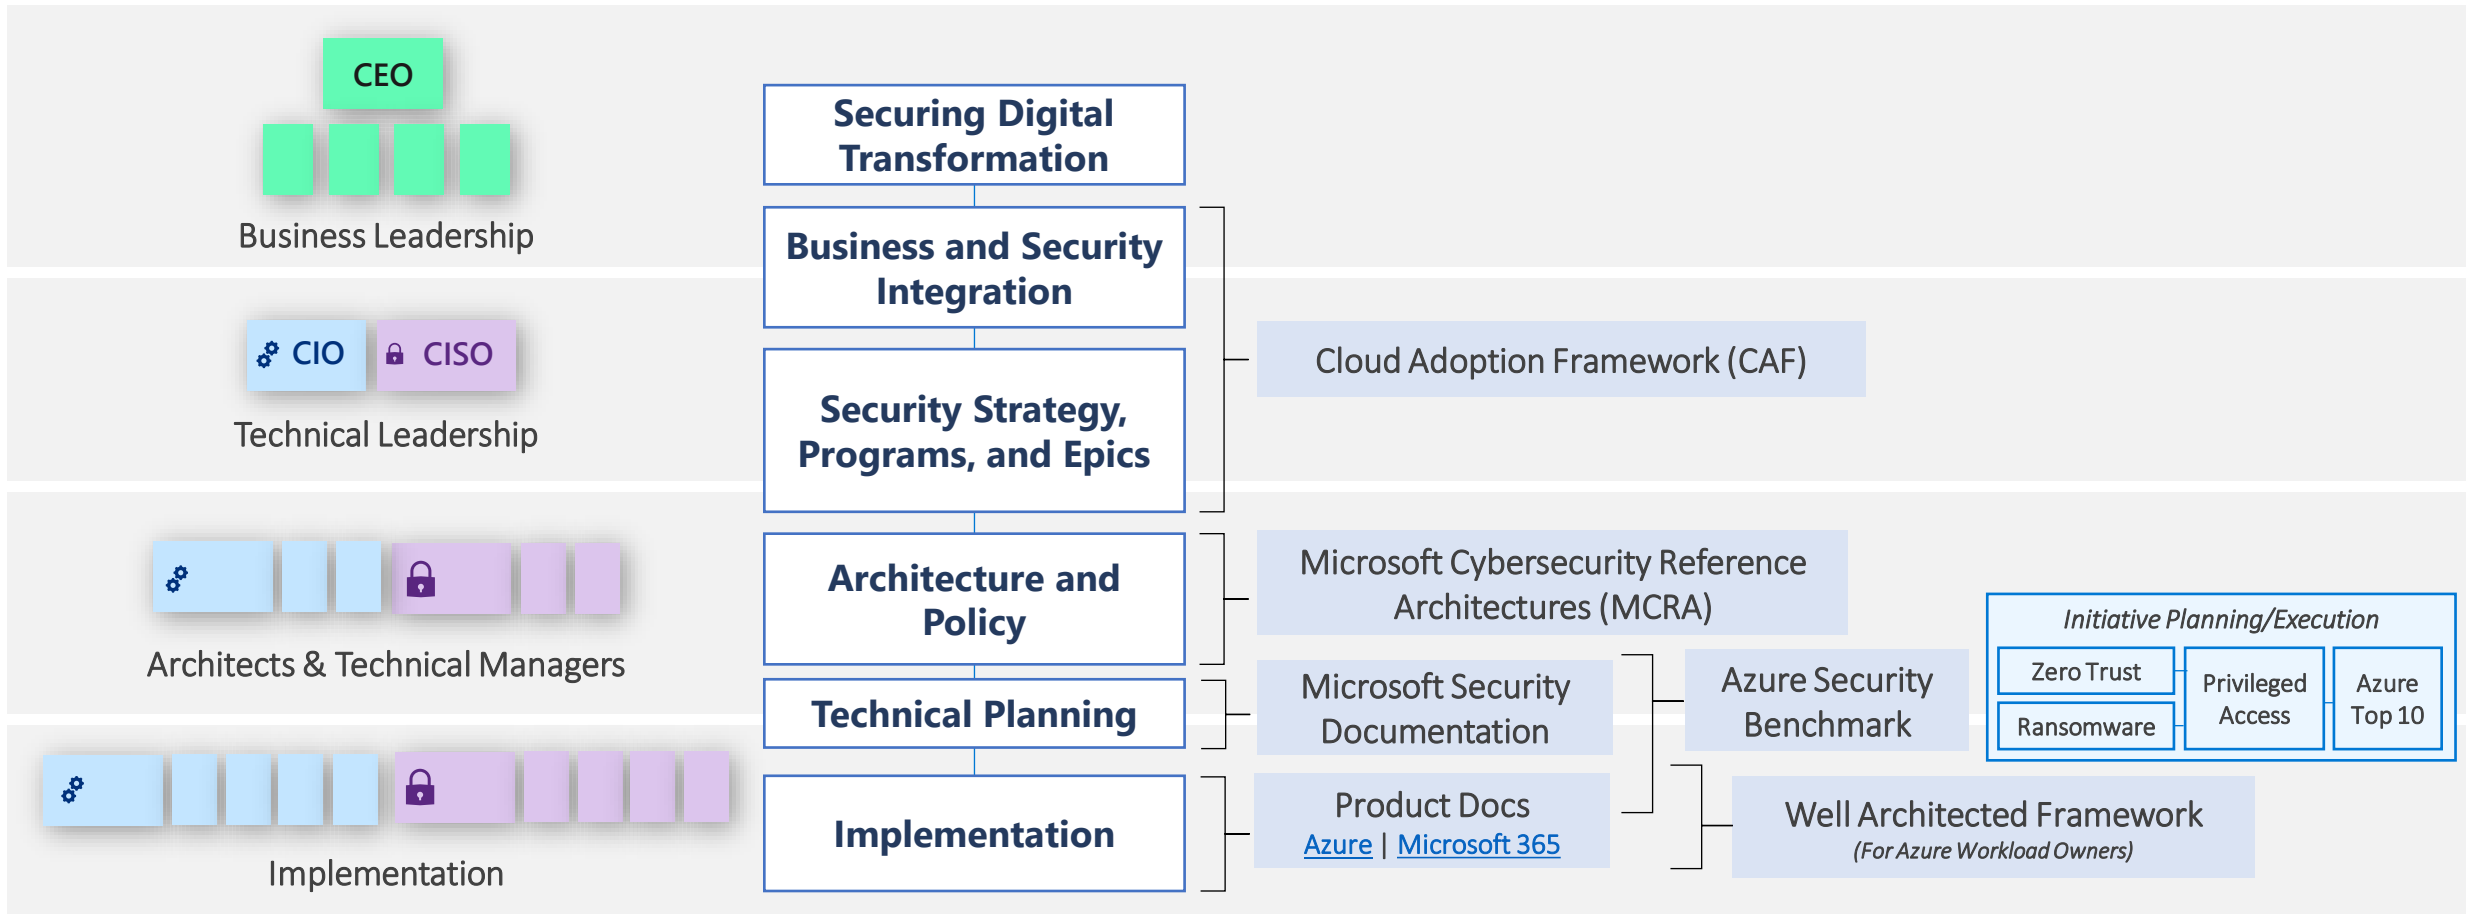 CEO
Business Leadership
Securing Digital
Transformation
Business and Security
Integration
CIO
CISO
Technical Leadership
Security Strategy,
Programs, and Epics
Cloud Adoption Framework (CAF)
Architects & Technical Managers
Architecture and
Policy
Microsoft Cybersecurity Reference
Architectures (MCRA)
Technical Planning
Microsoft Security
Documentation
Azure Security
Benchmark
Initiative Planning/Execution
Zero Trust
Ransomware
Privileged
Access
Azure
Top 10
Implementation
Implementation
Product Docs
Azure | Microsoft 365
Well Architected Framework
(For Azure Workload Owners)